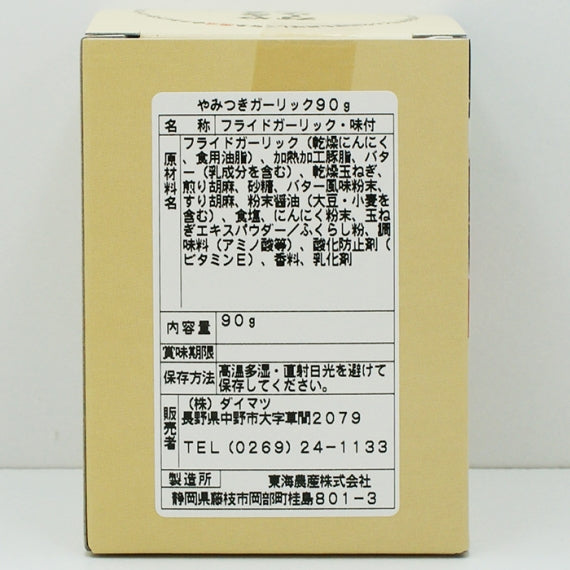 やみつきガーリック90g
名 称 フライドガーリック・味付
原材料名
フライドガーリック（乾燥にんにく
、食用油脂）、加熱加工豚脂、バタ
ー（乳成分を含む）、乾燥玉ねぎ、
煎り胡麻、砂糖、バター風味粉末、
すり胡麻、粉末醤油（大豆・小麦を
含む）、食塩、にんにく粉末、玉ね
ぎエキスパウダー／ふくらし粉、調
味料（アミノ酸等）、酸化防止剤（
ビタミンE）、香料、乳化剤
内容量 90g
賞味期限
保存方法 高温多湿・直射日光を避けて
保存してください。
販売者
（株）ダイマツ
長野県中野市大字草間2079
TEL（0269）24-1133
製造所 東海農産株式会社
静岡県藤枝市岡部町桂島801-3